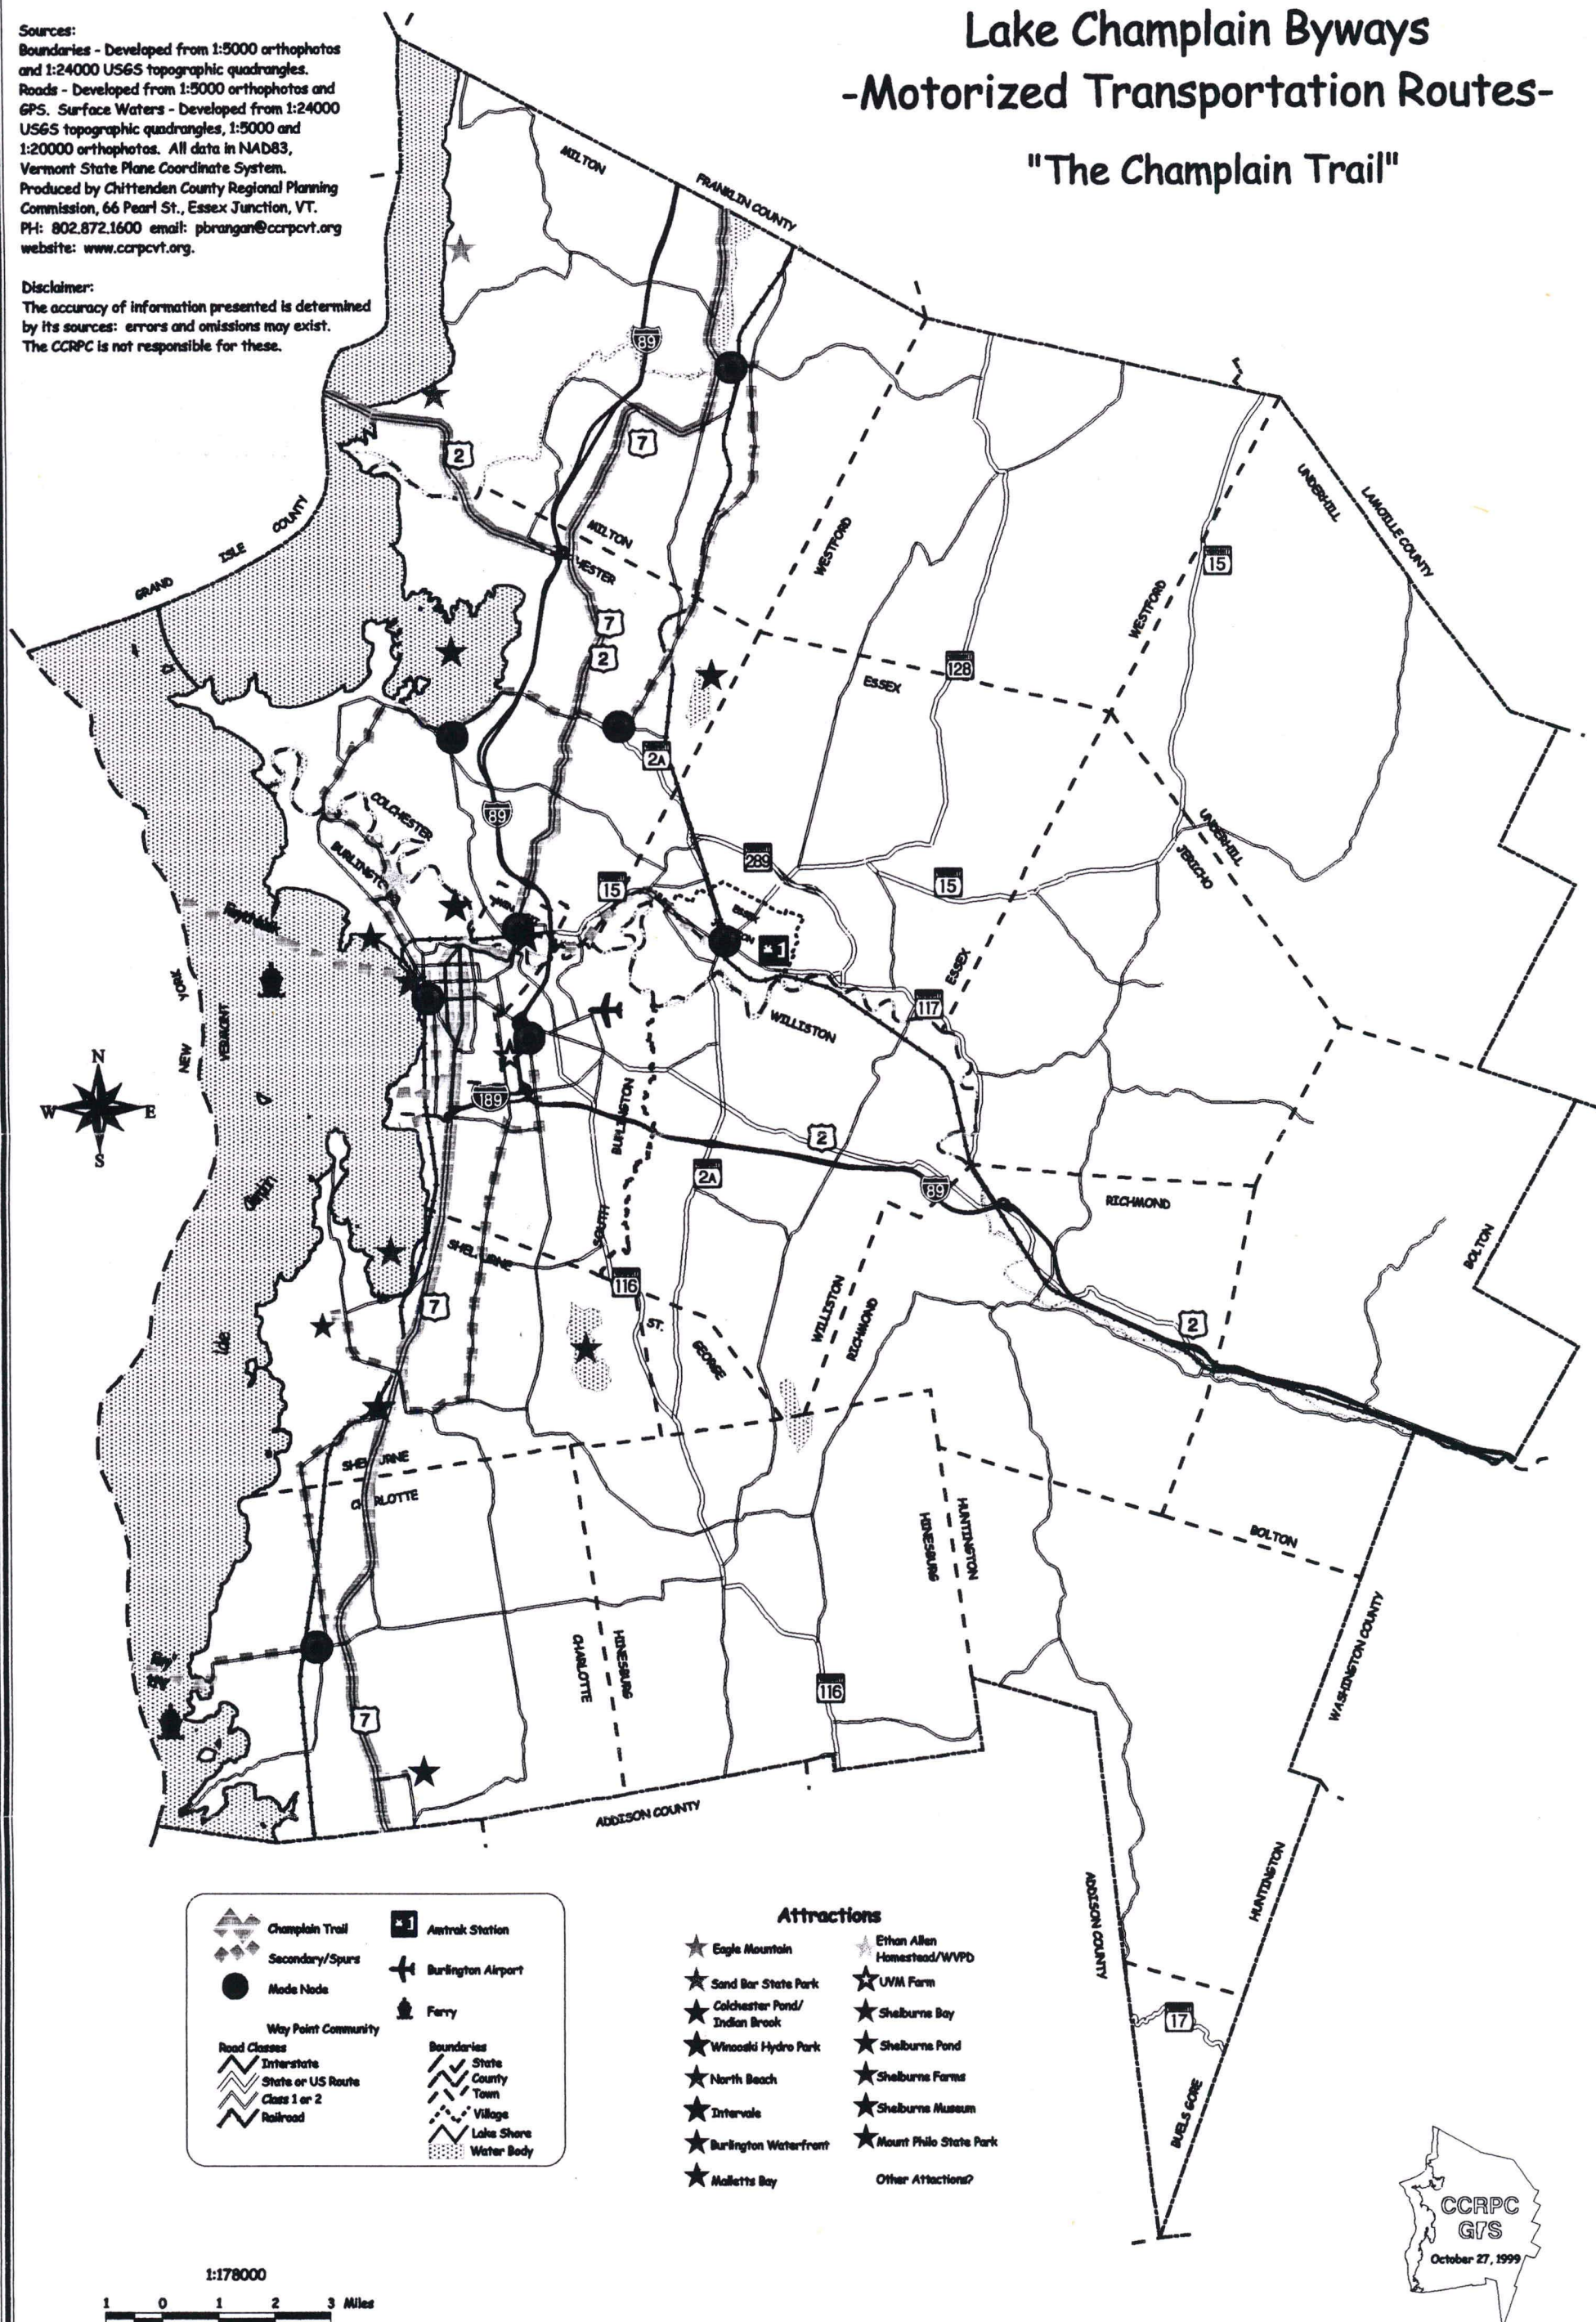 Sources:
Boundaries - Developed from 1:5000 orthophotos
and 1:24000 USGS topographic quadrangles.
Roads - Developed from 1:5000 orthophotos and
GPS. Surface Waters - Developed from 1:24000
USGS topographic quadrangles, 1:5000 and
1:20000 orthophotos. All data in NAD83,
Vermont State Plane Coordinate System.
Produced by Chittenden County Regional Planning
Commission, 66 Pearl St., Essex Junction, VT.
PH: 802.872.1600 email: pbrangan@ccrpcvt.org
website: www.ccrpcvt.org.
Disclaimer:
The accuracy of information presented is determined
by its sources: errors and omissions may exist.
The CCRPC is not responsible for these.
Lake Champlain Byways
-Motorized Transportation Routes-
"The Champlain Trail"
MILTON
FRANKLIN COUNTY
89
7
2
UNDERHILL
LAMOILLE COUNTY
GRAND ISLE COUNTY
MILTON
WESTFORD
15
WESTFORD
7
2
128
ESSEX
2A
89
COLCHESTER
UNDERHILL
JERICHO
289
15
15
ESSEX
1
ESSEX
117
WILLISTON
NEW YORK
VERMONT
N
W
E
S
189
BURLINGTON
2
2A
89
RICHMOND
SOUTH
116
ST.
GEORGE
WILLISTON
RICHMOND
BOLTON
7
2
Lake
SHELBURNE
CHARLOTTE
HINESBURG
HUNTINGTON
BOLTON
WASHINGTON COUNTY
CHARLOTTE
HINESBURG
116
7
ADDISON COUNTY
ADDISON COUNTY
HUNTINGTON
17
BUELS GORE
Champlain Trail
Secondary/Spurs
Mode Node
Amtrak Station
Burlington Airport
Ferry
Way Point Community
Road Classes
Interstate
State or US Route
Class 1 or 2
Railroad
Boundaries
State
County
Town
Village
Lake Shore
Water Body
Attractions
Eagle Mountain
Sand Bar State Park
Colchester Pond/
Indian Brook
Winooski Hydro Park
North Beach
Intervale
Burlington Waterfront
Malletts Bay
Ethan Allen
Homestead/WVPD
UVM Farm
Shelburne Bay
Shelburne Pond
Shelburne Farms
Shelburne Museum
Mount Philo State Park
Other Attactions?
CCRPC
GIS
October 27, 1999
1:178000
1 0 1 2 3 Miles